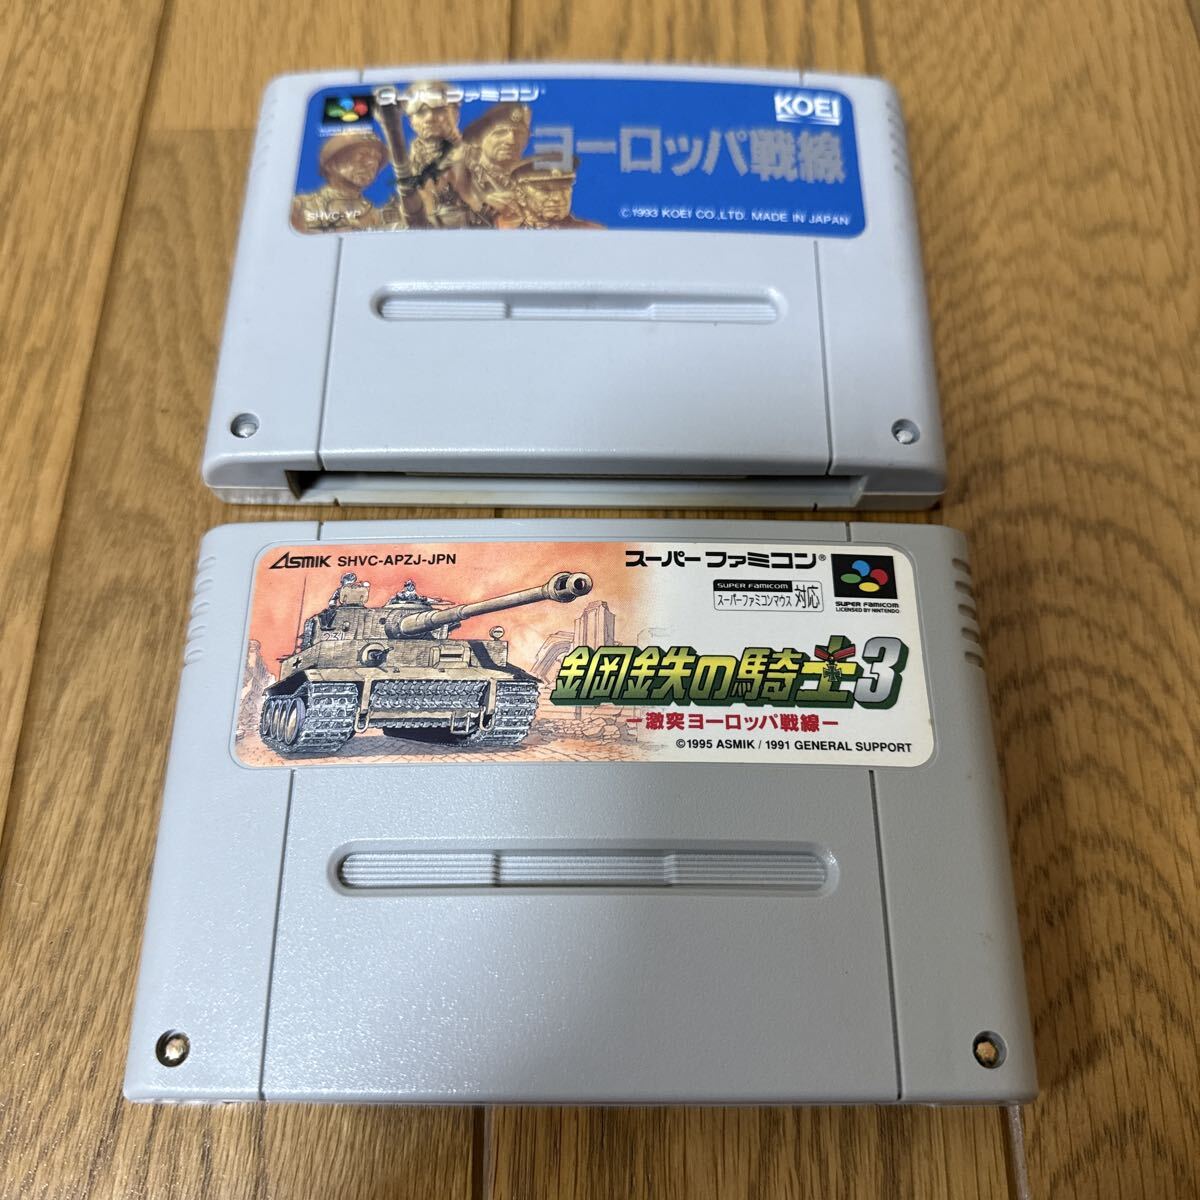 スーパーファミコン
KOEI
SUPER FAMICOM
ヨーロッパ戦線
SHVC-YP
©1993 KOEI CO.,LTD. MADE IN JAPAN
ASMIK SHVC-APZJ-JPN
スーパーファミコン®
SUPER FAMICOM
スーパーファミコンマウス対応
SUPER FAMICOM
LICENSED BY NINTENDO
鋼鉄の騎士3
－激突ヨーロッパ戦線－
©1995 ASMIK / 1991 GENERAL SUPPORT